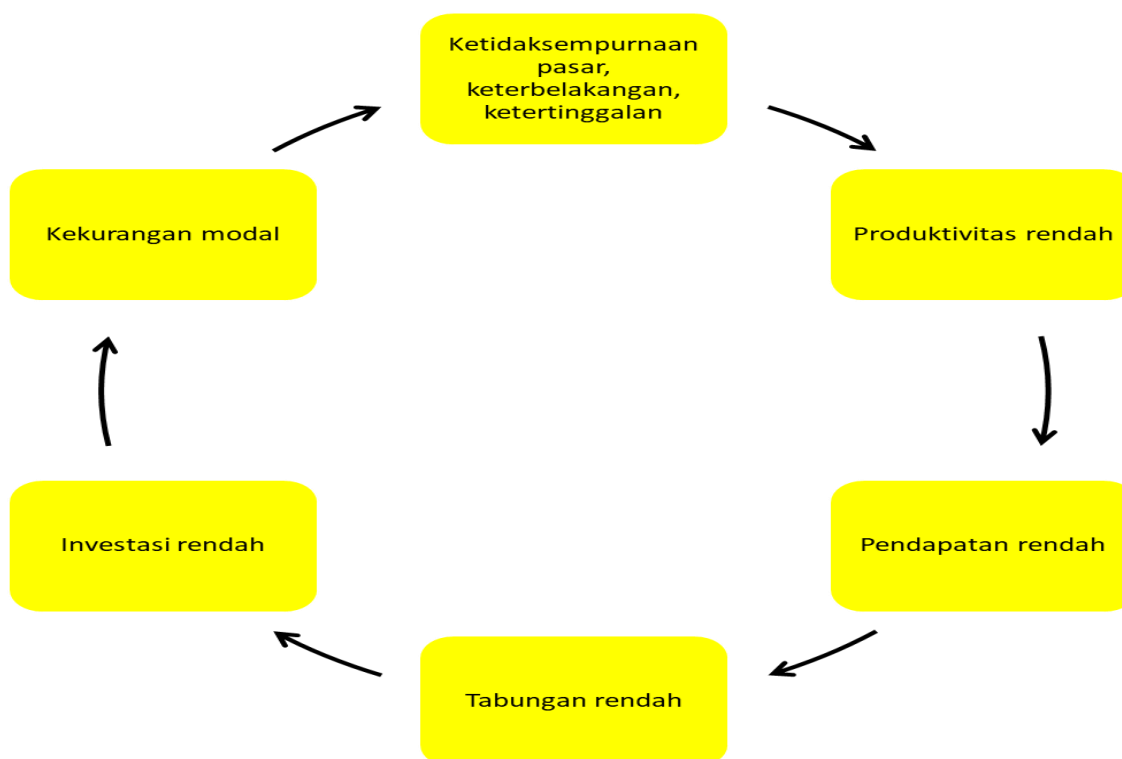 Ketidaksempurnaan
pasar,
keterbelakangan,
ketertinggalan
Produktivitas rendah
Pendapatan rendah
Tabungan rendah
Investasi rendah
Kekurangan modal